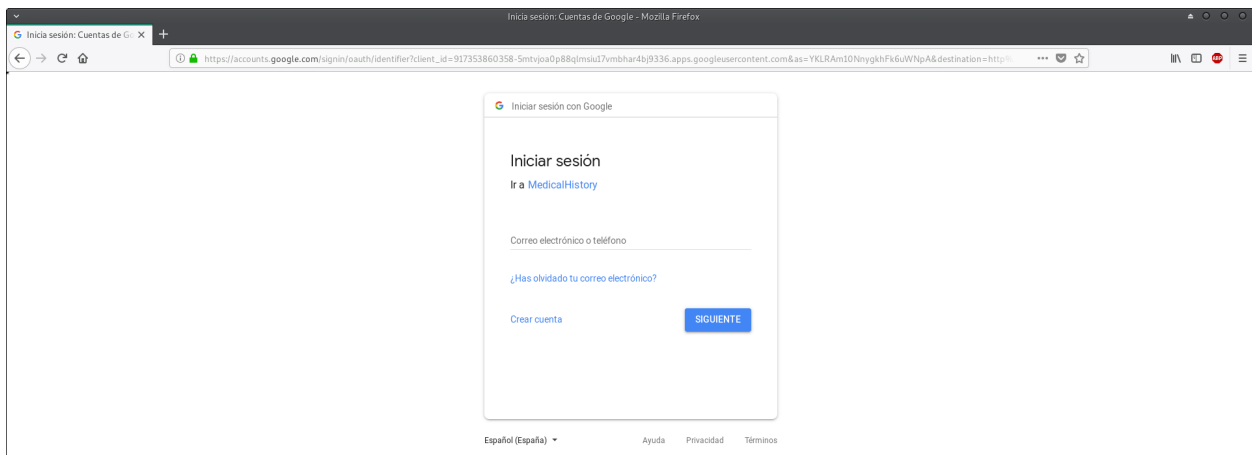 Inicia sesión: Cuentas de Google - Mozilla Firefox
G Inicia sesión: Cuentas de Go
https://accounts.google.com/signin/oauth/identifier?client_id=917353860358-5mtvjoa0p88qlmsiu17vmbhar4bj9336.apps.googleusercontent.com&as=YKLRAm10NnygkhFk6uWNpA&destination=http%
ABP
G Iniciar sesión con Google
Iniciar sesión
Ir a MedicalHistory
Correo electrónico o teléfono
¿Has olvidado tu correo electrónico?
Crear cuenta SIGUIENTE
Español (España) Ayuda Privacidad Términos